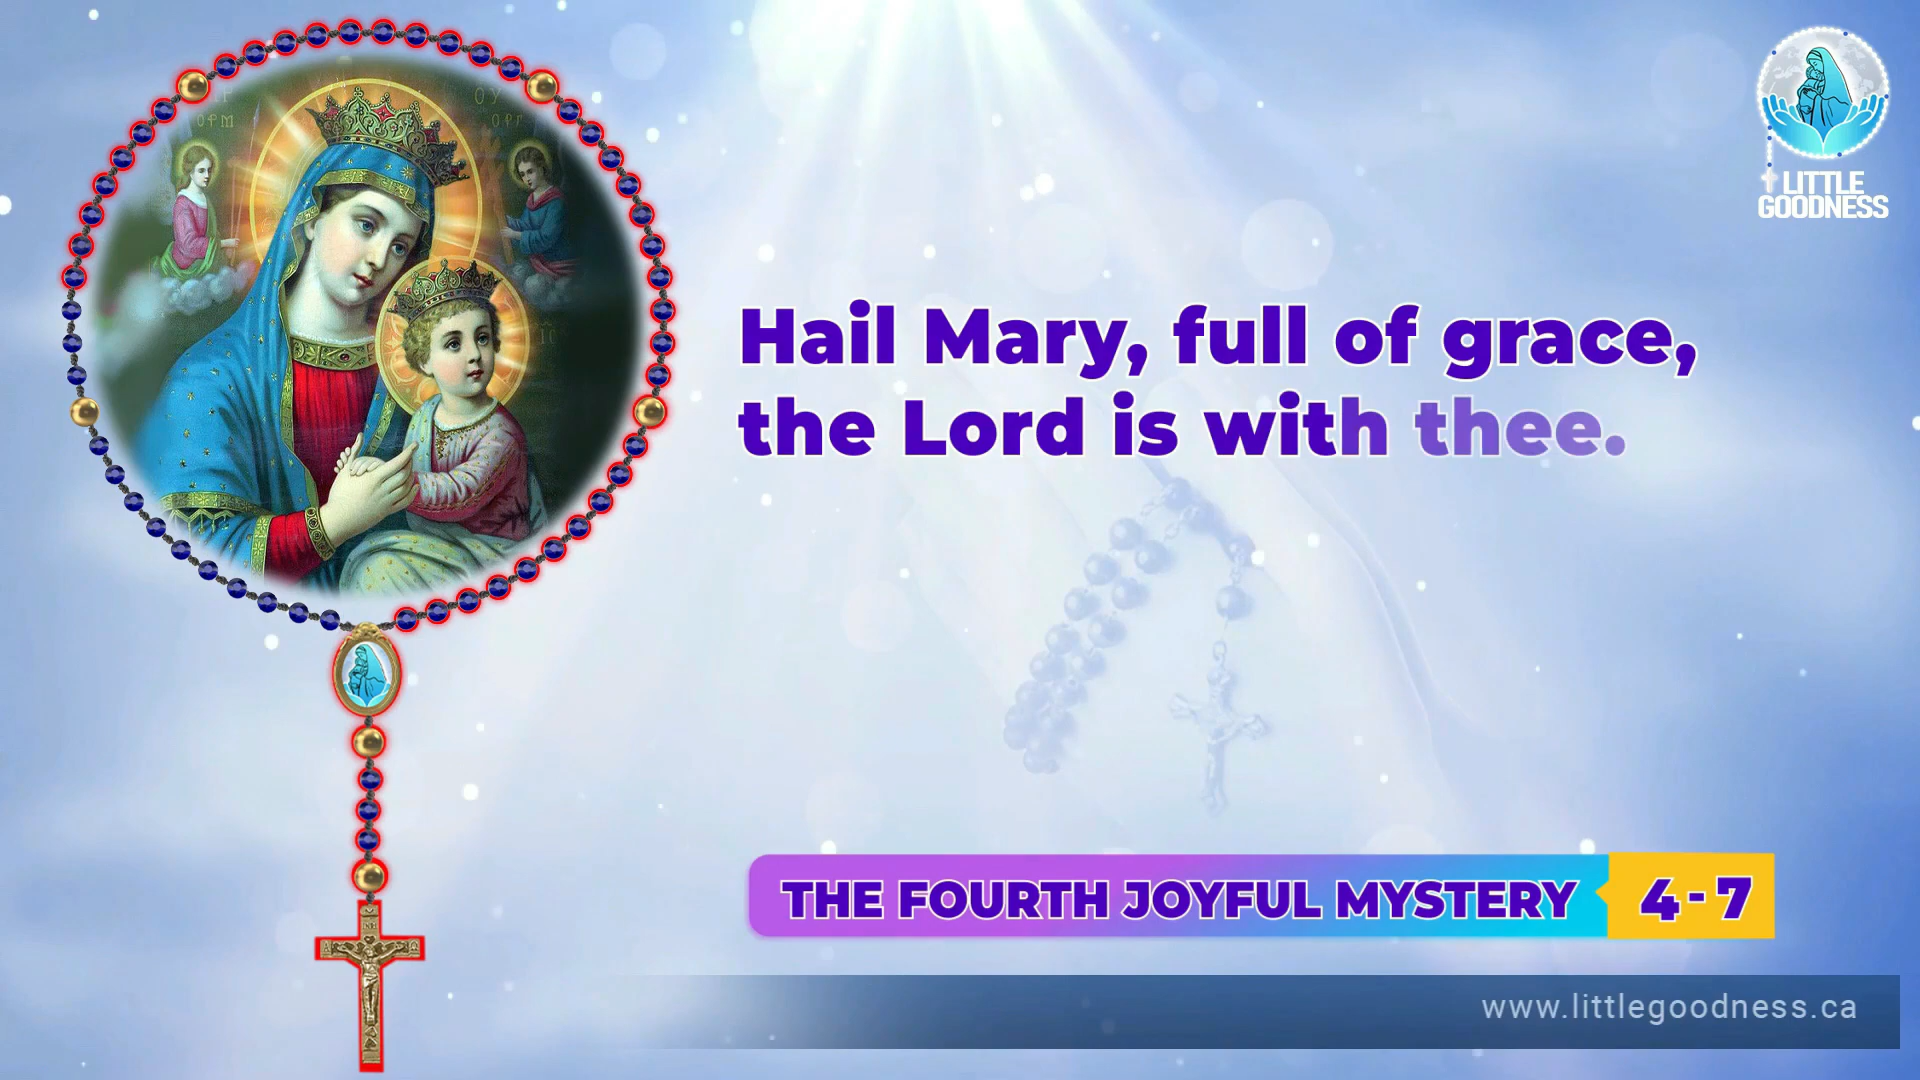 LITTLE
GOODNESS
Hail Mary, full of grace,
the Lord is with thee.
THE FOURTH JOYFUL MYSTERY 4-7
www.littlegoodness.ca